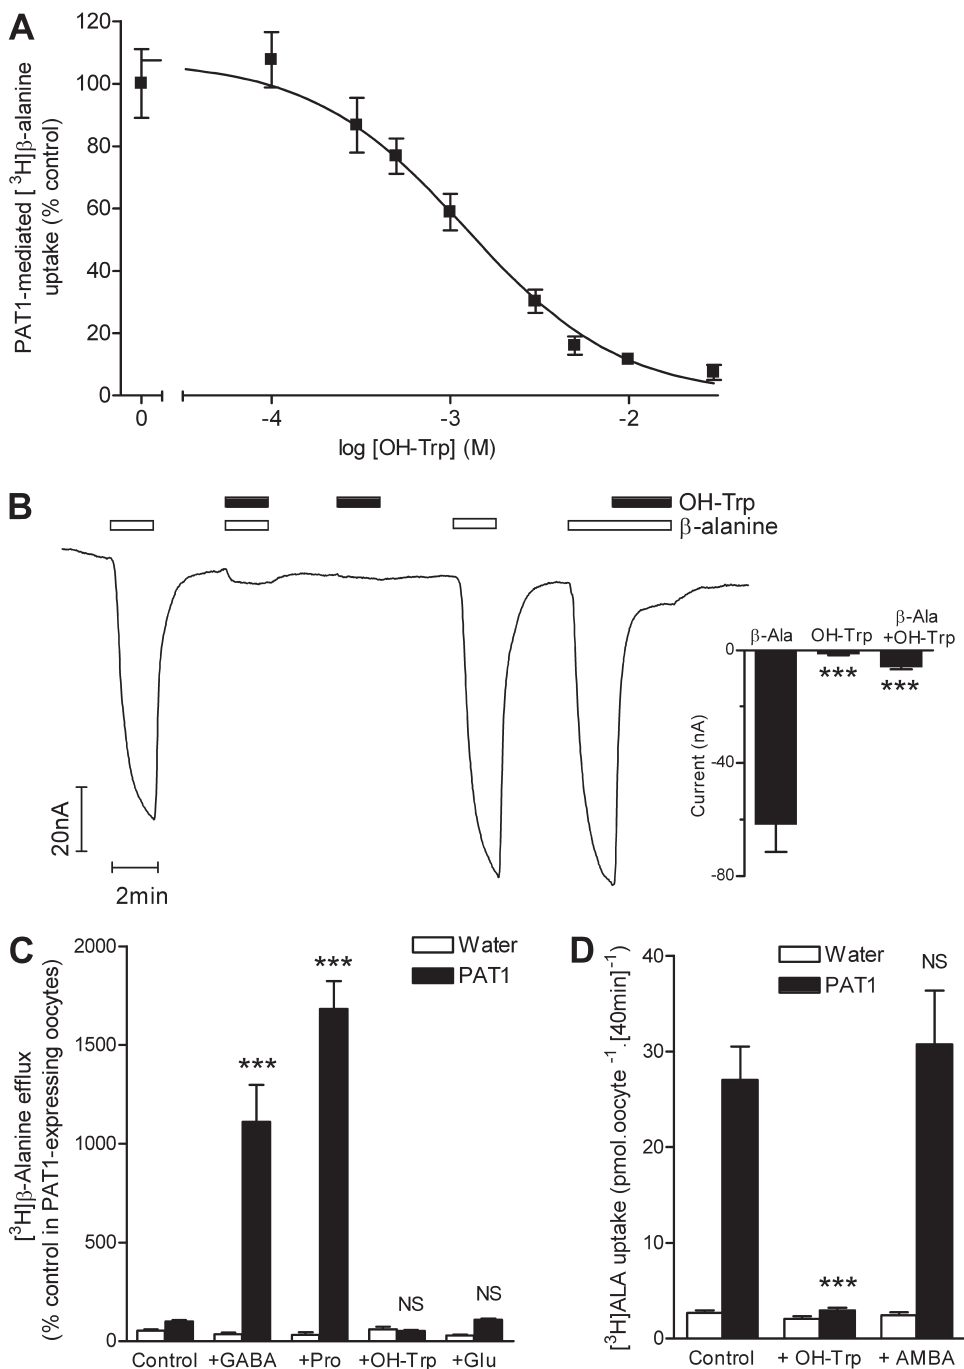 A
PAT1-mediated [³H]β-alanine
uptake (% control)
120
100
80
60
40
20
0
0
-4
-3
-2
log [OH-Trp] (M)
B
OH-Trp
β-alanine
20nA
2min
β-Ala
OH-Trp
β-Ala
+OH-Trp
0
-40
-80
Current (nA)
***
***
C
[³H]β-Alanine efflux
(% control in PAT1-expressing oocytes)
2000
1500
1000
500
0
Water
PAT1
***
***
NS
NS
Control
+GABA
+Pro
+OH-Trp
+Glu
D
[³H]ALA uptake (pmol.oocyte⁻¹.[40min]⁻¹)
40
30
20
10
0
Water
PAT1
NS
***
Control
+ OH-Trp
+ AMBA